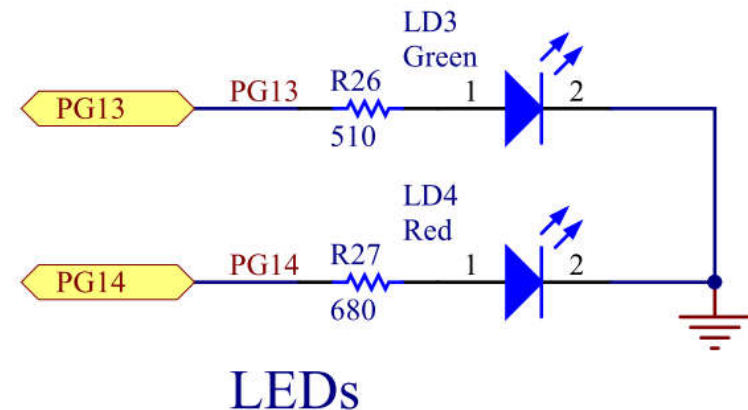 LD3
Green
PG13 PG13 R26 1 2
510
LD4
Red
PG14 PG14 R27 1 2
680
LEDs